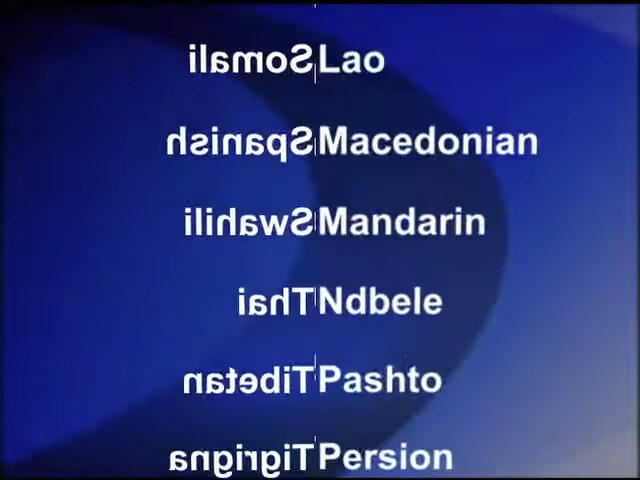 Somali Lao
Spanish Macedonian
Swahili Mandarin
Thai Ndbele
Tibetan Pashto
Tigrigna Persion